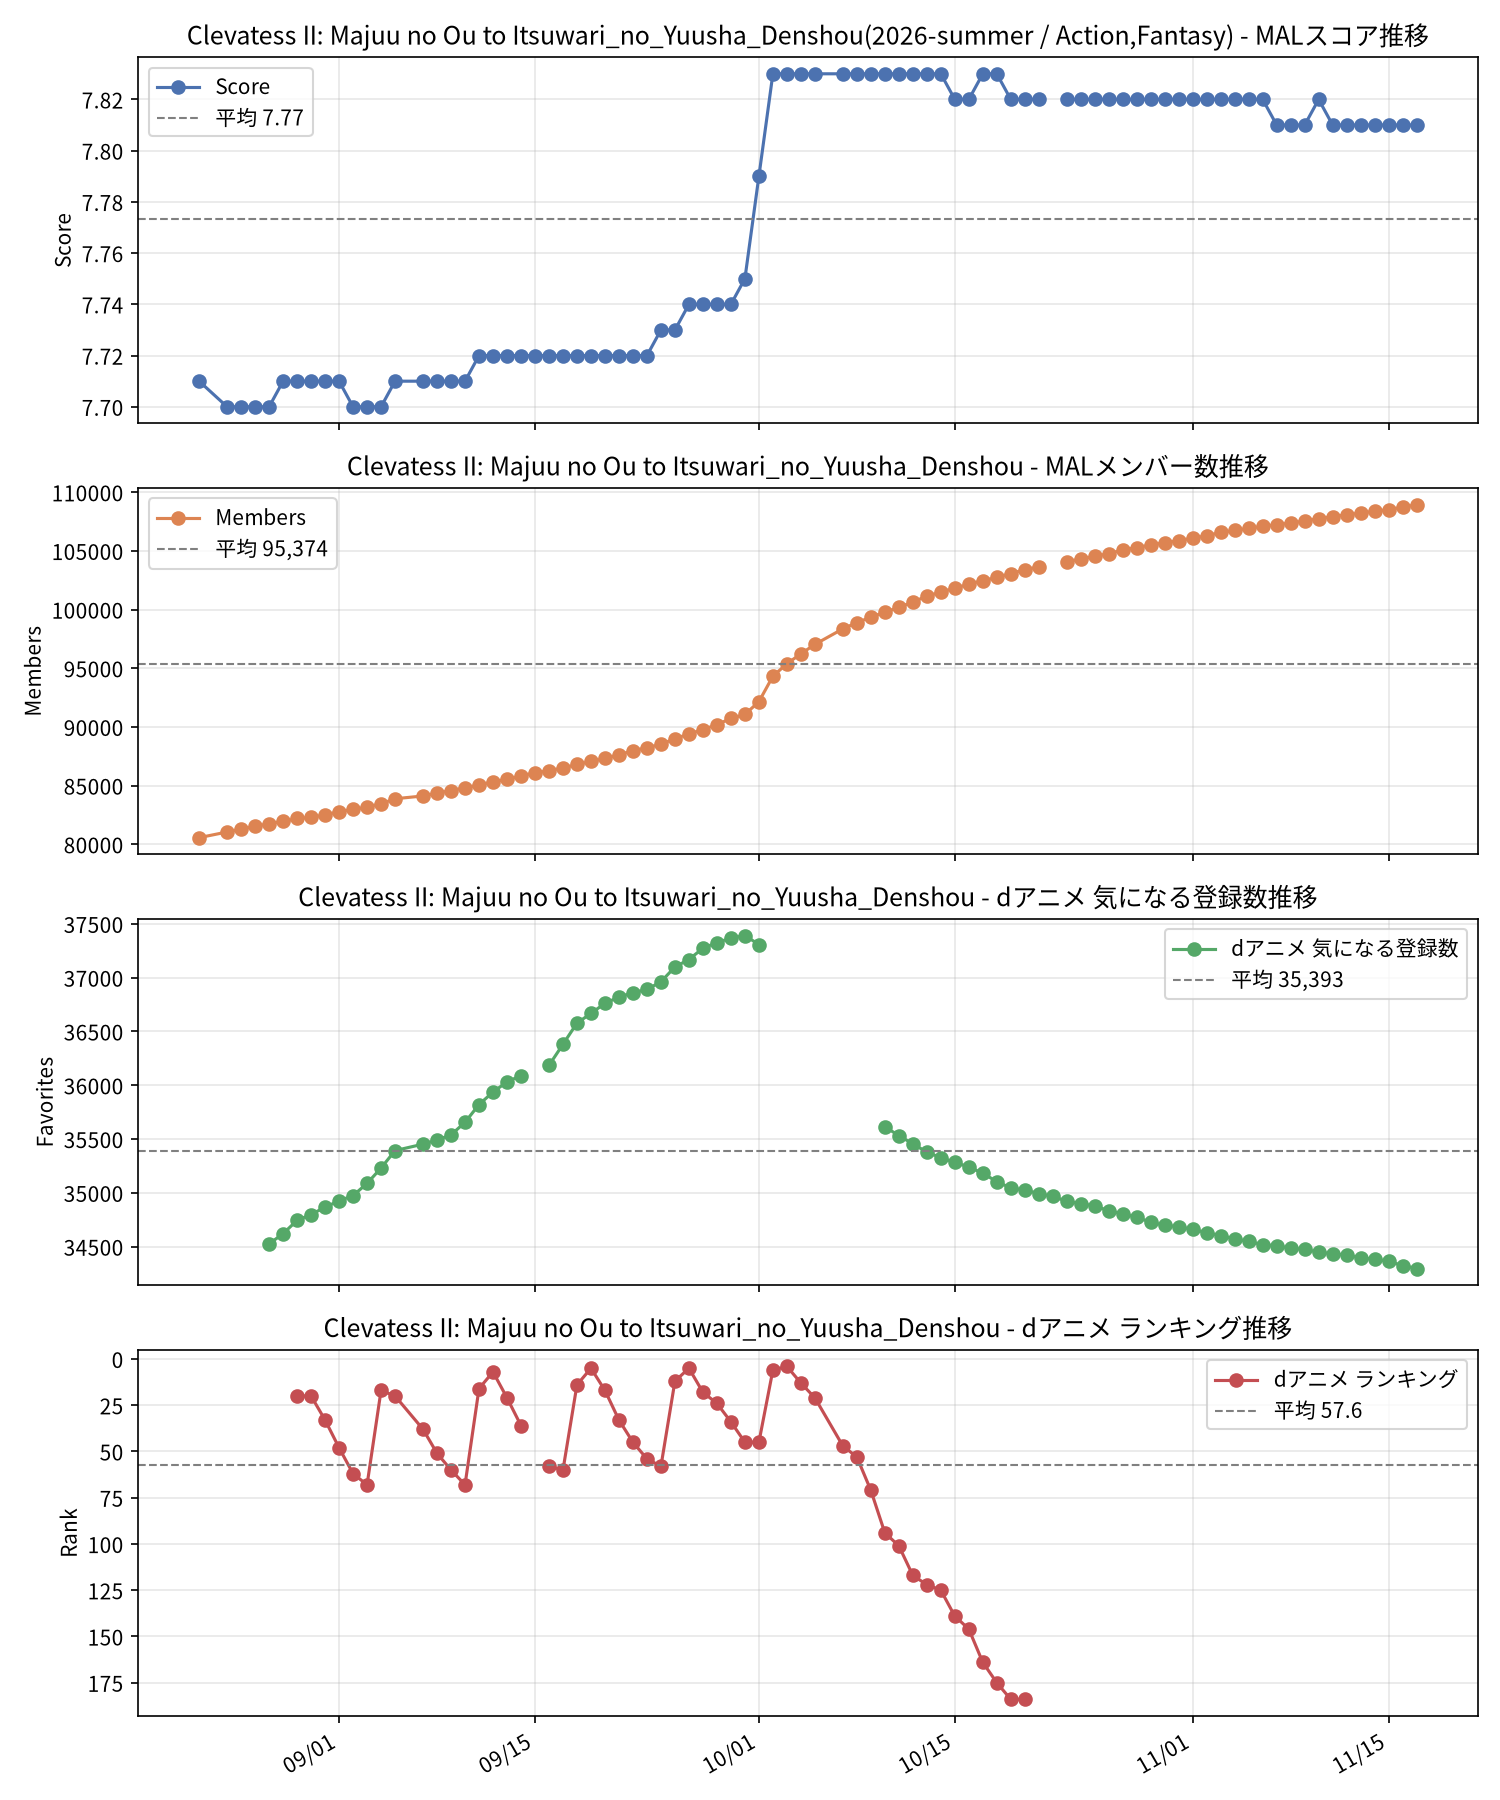 Clevatess II: Majuu no Ou to Itsuwari_no_Yuusha_Denshou(2026-summer / Action,Fantasy) - MALスコア推移
Score
平均 7.77
7.82
7.80
7.78
7.76
7.74
7.72
7.70
Score
Clevatess II: Majuu no Ou to Itsuwari_no_Yuusha_Denshou - MALメンバー数推移
Members
平均 95,374
110000
105000
100000
95000
90000
85000
80000
Members
Clevatess II: Majuu no Ou to Itsuwari_no_Yuusha_Denshou - dアニメ 気になる登録数推移
dアニメ 気になる登録数
平均 35,393
37500
37000
36500
36000
35500
35000
34500
Favorites
Clevatess II: Majuu no Ou to Itsuwari_no_Yuusha_Denshou - dアニメ ランキング推移
dアニメ ランキング
平均 57.6
0
25
50
75
100
125
150
175
Rank
09/01
09/15
10/01
10/15
11/01
11/15